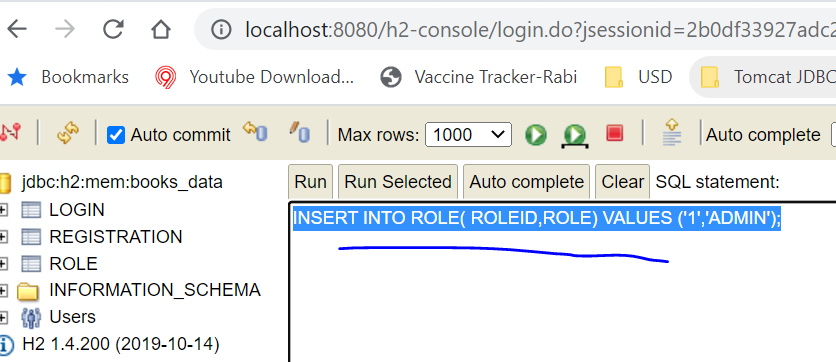 localhost:8080/h2-console/login.do?jsessionid=2b0df33927adc2
Bookmarks Youtube Download... Vaccine Tracker-Rabi USD Tomcat JDBC
Auto commit Max rows: 1000 Auto complete
jdbc:h2:mem:books_data Run Run Selected Auto complete Clear SQL statement:
LOGIN INSERT INTO ROLE( ROLEID,ROLE) VALUES ('1','ADMIN');
REGISTRATION
ROLE
INFORMATION_SCHEMA
Users
H2 1.4.200 (2019-10-14)